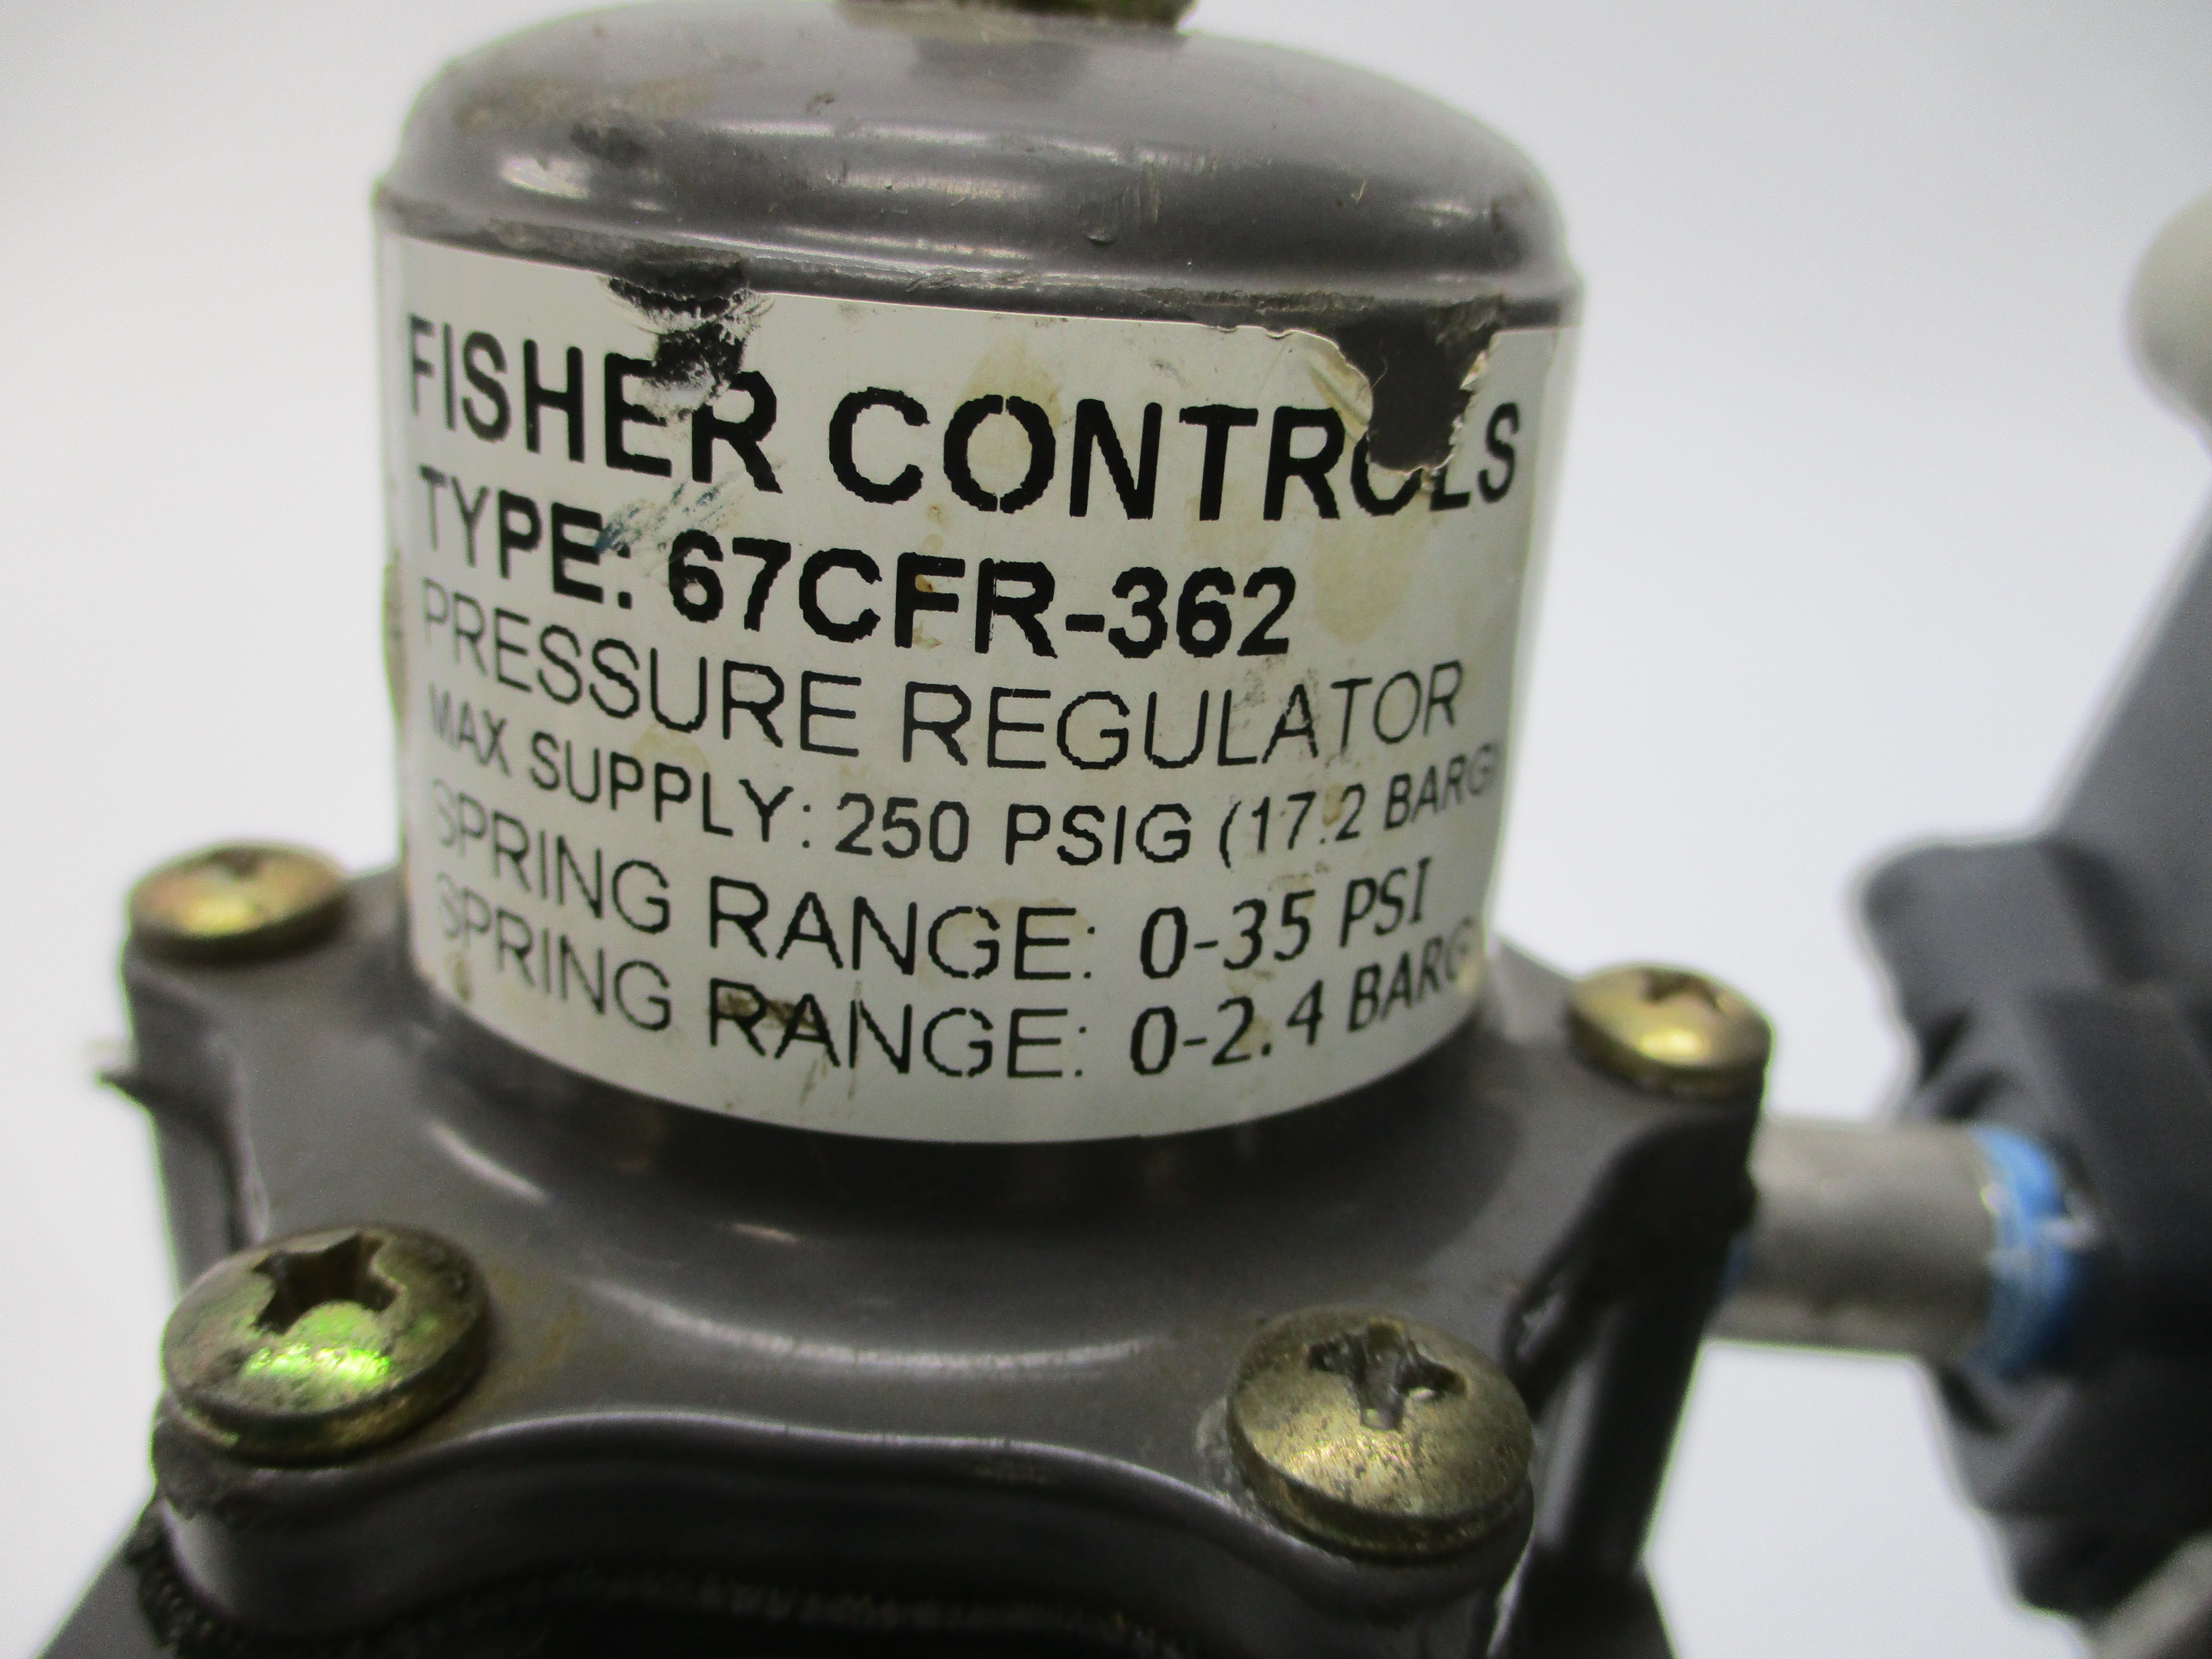 FISHER CONTROLS
TYPE: 67CFR-362
PRESSURE REGULATOR
MAX SUPPLY: 250 PSIG (17.2 BARG)
SPRING RANGE: 0-35 PSI
SPRING RANGE: 0-2.4 BARG